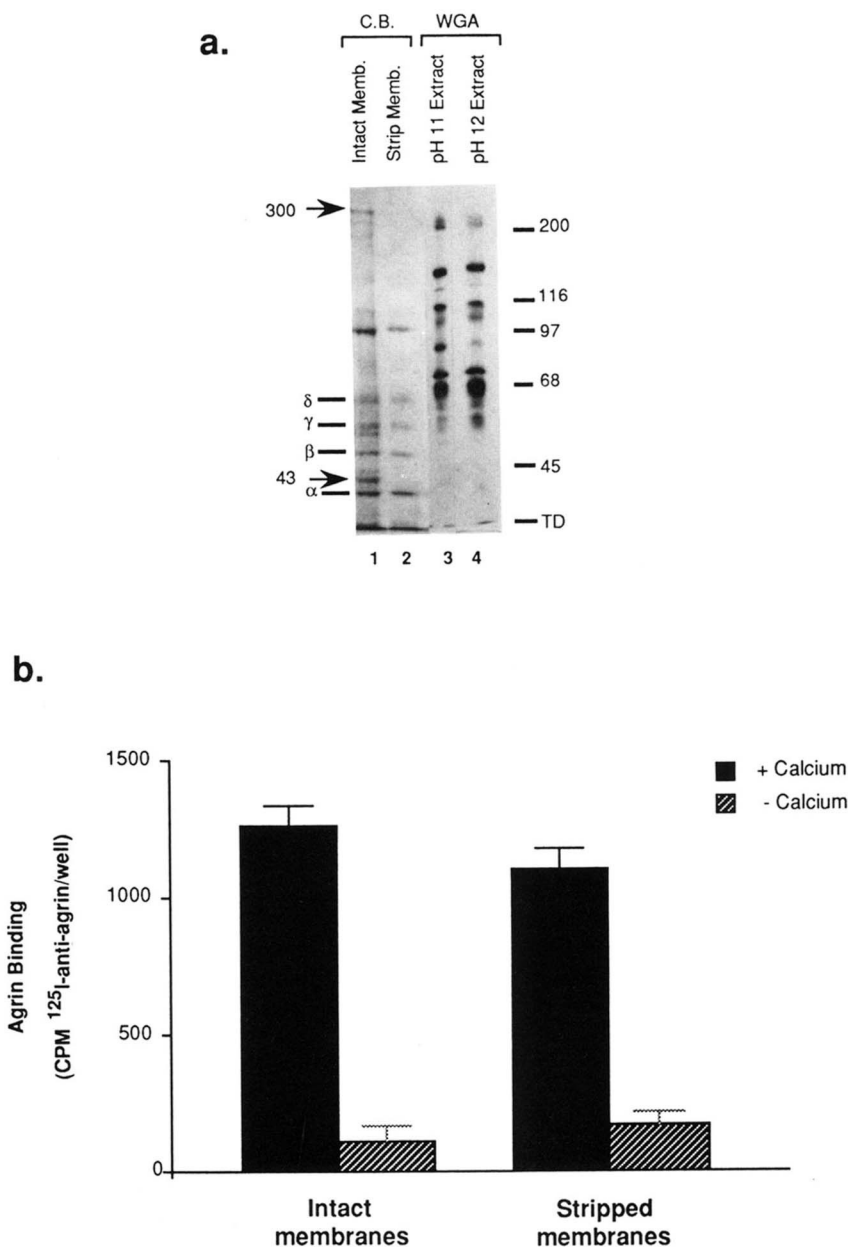 a.
C.B.
WGA
Intact Memb.
Strip Memb.
pH 11 Extract
pH 12 Extract
300
200
116
97
68
δ
γ
β
43
α
45
TD
1 2 3 4
b.
1500
1000
500
0
Agrin Binding
(CPM 125I-anti-agrin/well)
+ Calcium
- Calcium
Intact
membranes
Stripped
membranes